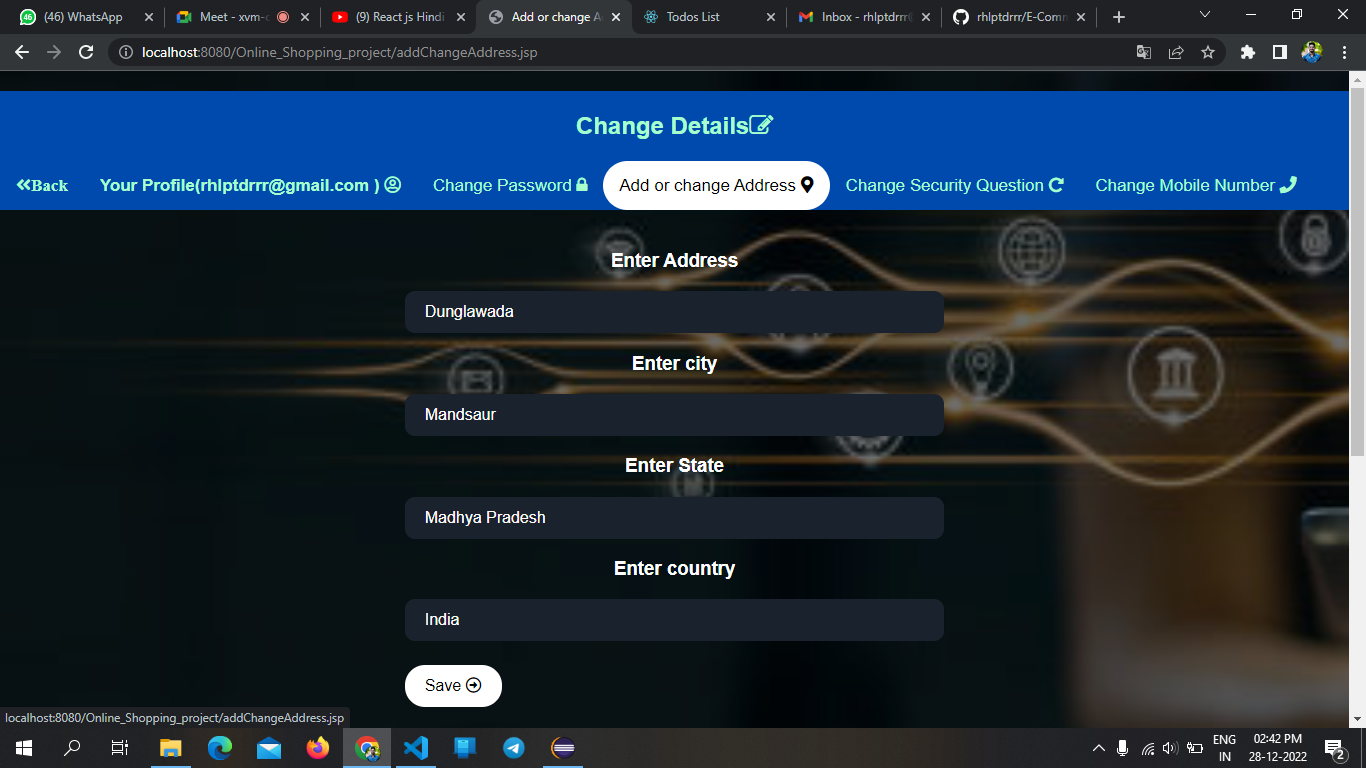 (46) WhatsApp
Meet - xvm-c
(9) React js Hindi
Add or change A
Todos List
Inbox - rhlptdrrr@
rhlptdrrr/E-Comm
localhost:8080/Online_Shopping_project/addChangeAddress.jsp
Change Details
Back
Your Profile(rhlptdrrr@gmail.com )
Change Password
Add or change Address
Change Security Question
Change Mobile Number
Enter Address
Dunglawada
Enter city
Mandsaur
Enter State
Madhya Pradesh
Enter country
India
Save
localhost:8080/Online_Shopping_project/addChangeAddress.jsp
ENG
IN
02:42 PM
28-12-2022
2